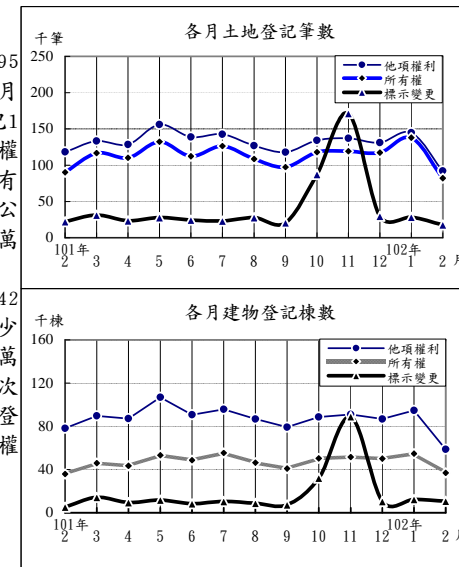 95
月
1
權
有
公
萬
42
少
萬
次
登
權
各月土地登記筆數
千筆
250
200
150
100
50
0
他項權利
所有權
標示變更
101年 102年
2 3 4 5 6 7 8 9 10 11 12 1 2 月
各月建物登記棟數
千棟
160
120
80
40
0
他項權利
所有權
標示變更
101年 102年
2 3 4 5 6 7 8 9 10 11 12 1 2 月